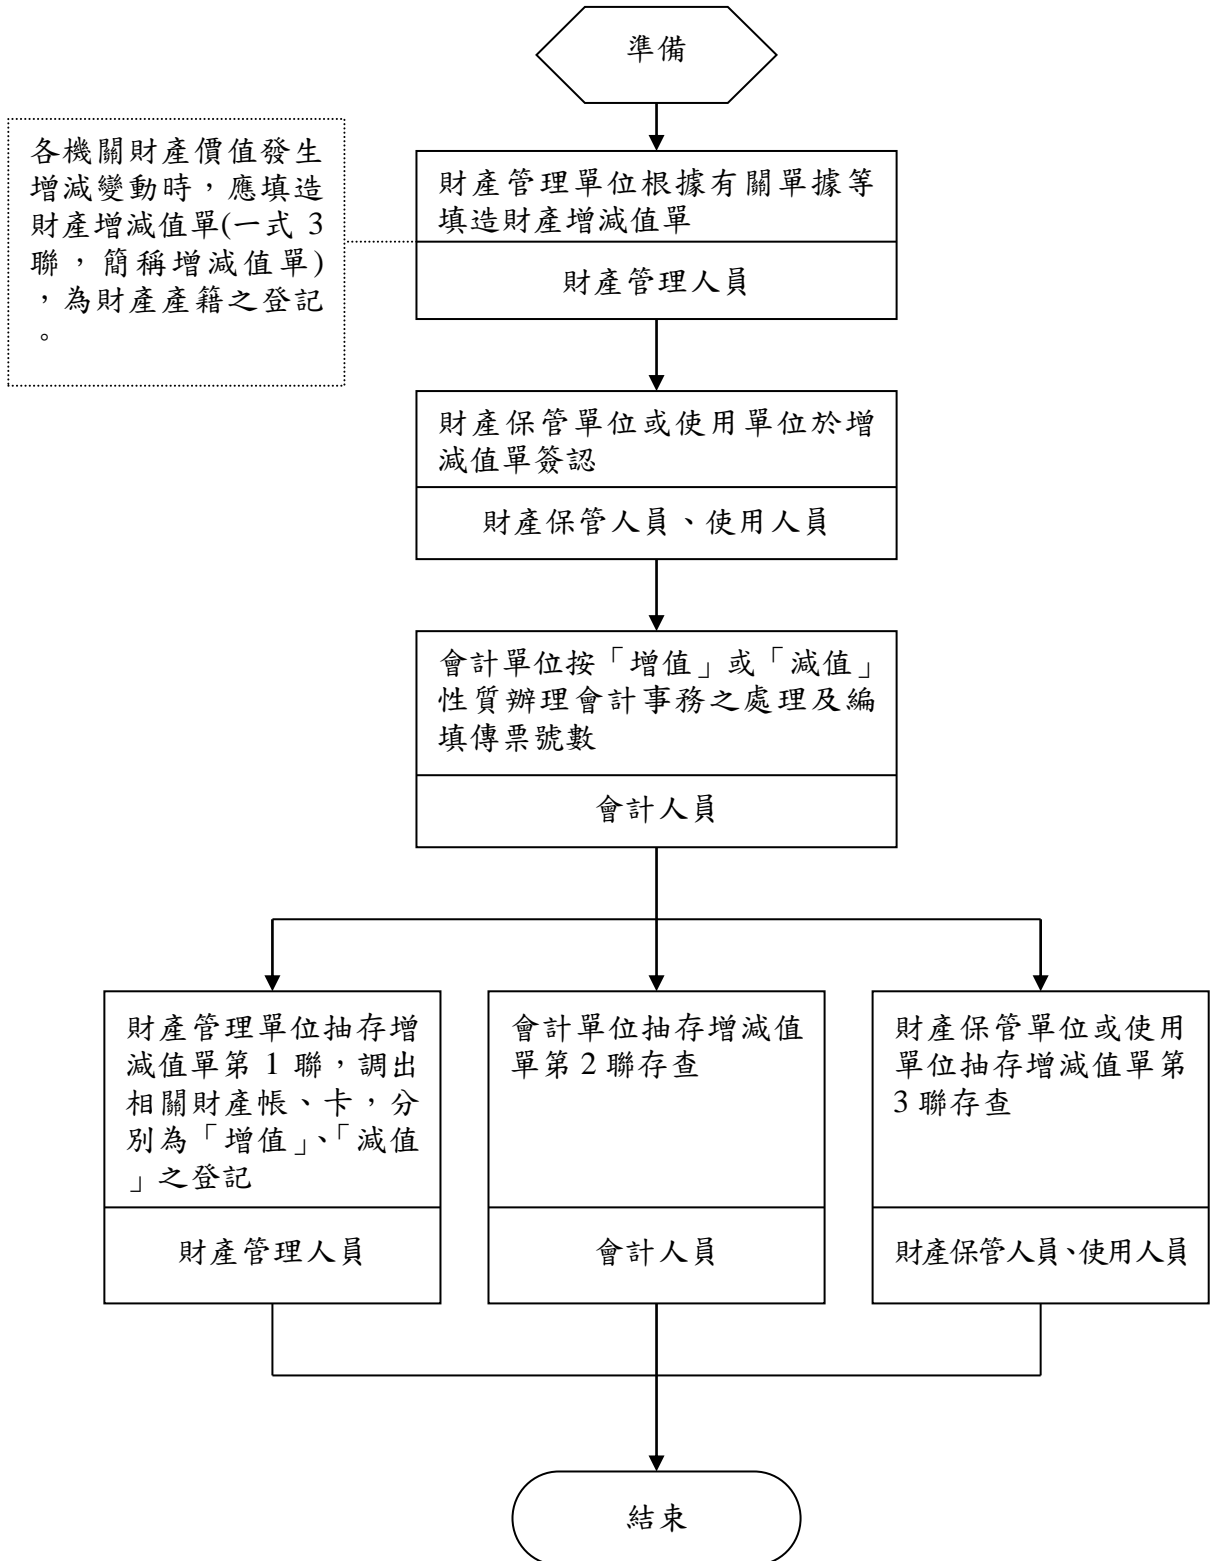 準備
各機關財產價值發生
增減變動時，應填造
財產增減值單(一式 3
聯，簡稱增減值單)
，為財產產籍之登記
。
財產管理單位根據有關單據等
填造財產增減值單
財產管理人員
財產保管單位或使用單位於增
減值單簽認
財產保管人員、使用人員
會計單位按「增值」或「減值」
性質辦理會計事務之處理及編
填傳票號數
會計人員
財產管理單位抽存增
減值單第 1 聯，調出
相關財產帳、卡，分
別為「增值」、「減值
」之登記
財產管理人員
會計單位抽存增減值
單第 2 聯存查
會計人員
財產保管單位或使用
單位抽存增減值單第
3 聯存查
財產保管人員、使用人員
結束